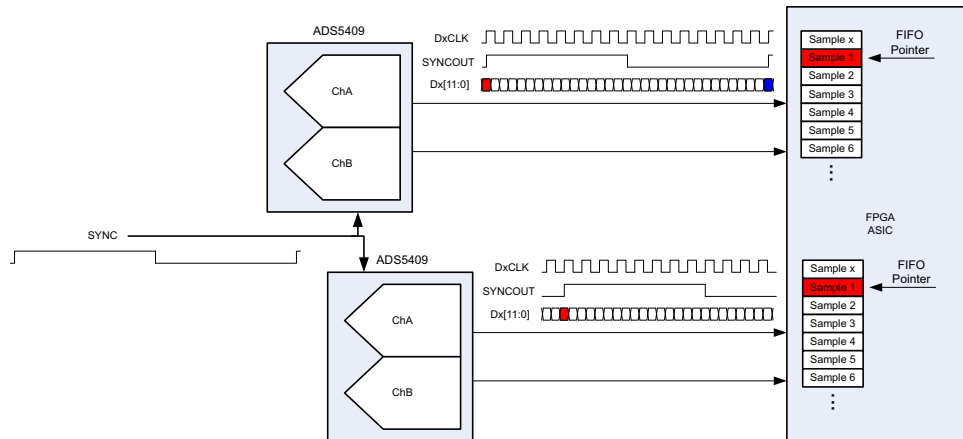 ADS5409
ChA
ChB
DxCLK
SYNCOUT
Dx[11:0]
Sample x
Sample 1
Sample 2
Sample 3
Sample 4
Sample 5
Sample 6
FIFO
Pointer
SYNC
FPGA
ASIC
ADS5409
ChA
ChB
DxCLK
SYNCOUT
Dx[11:0]
Sample x
Sample 1
Sample 2
Sample 3
Sample 4
Sample 5
Sample 6
FIFO
Pointer